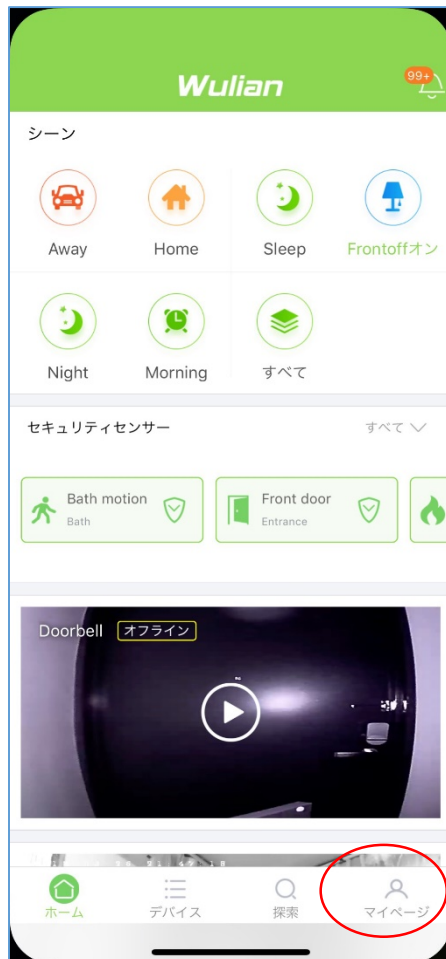 Wulian
99+
シーン
Away Home Sleep Frontoffオン
Night Morning すべて
セキュリティセンサー すべて
Bath motion Front door
Bath Entrance
Doorbell オフライン
ホーム デバイス 探索 マイページ